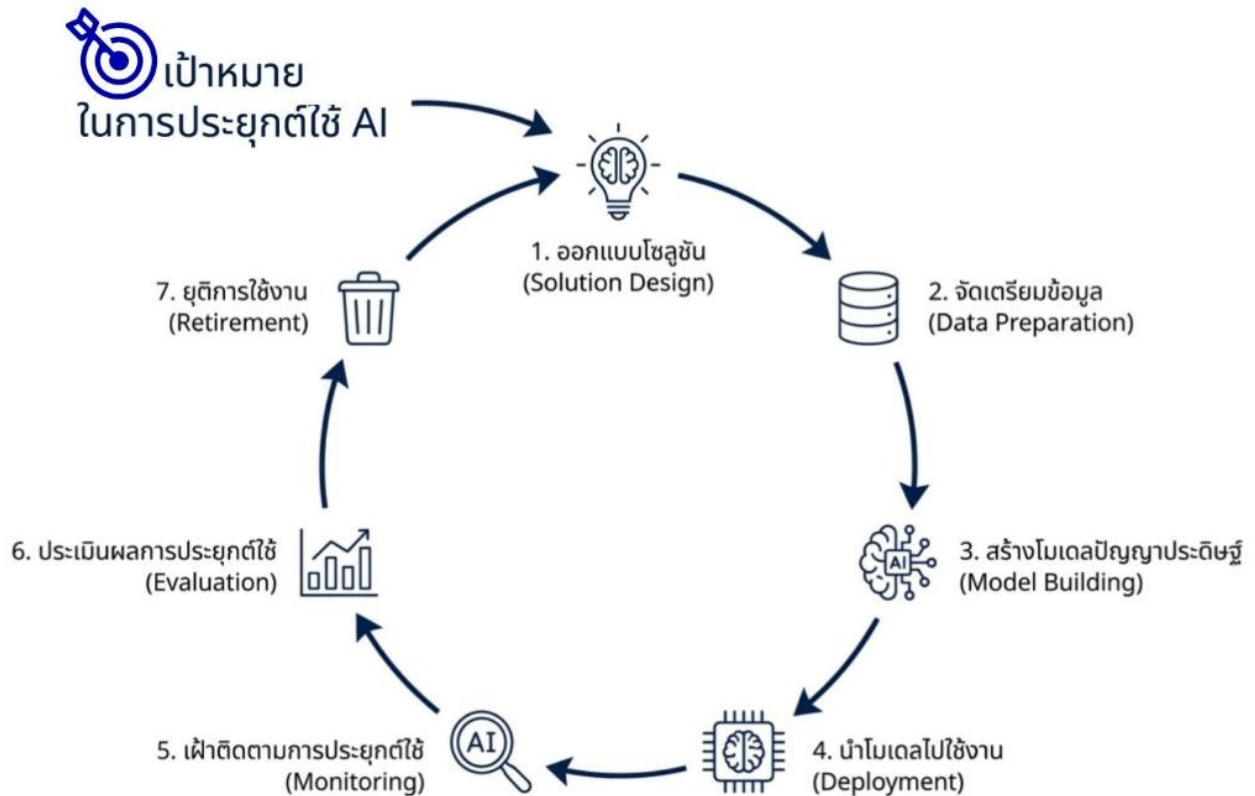 เป้าหมาย
ในการประยุกต์ใช้ AI
1. ออกแบบโซลูชัน
(Solution Design)
2. จัดเตรียมข้อมูล
(Data Preparation)
3. สร้างโมเดลปัญญาประดิษฐ์
(Model Building)
AI
4. นำโมเดลไปใช้งาน
(Deployment)
5. เฝ้าติดตามการประยุกต์ใช้
(Monitoring)
AI
6. ประเมินผลการประยุกต์ใช้
(Evaluation)
7. ยุติการใช้งาน
(Retirement)